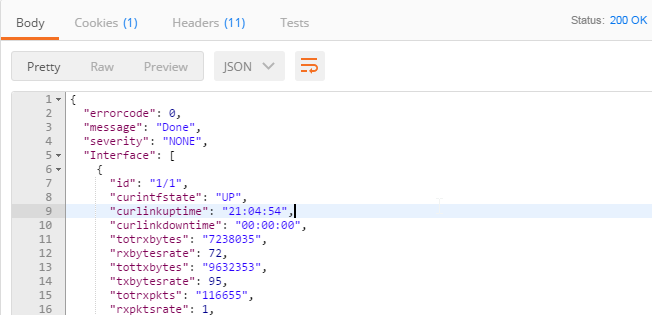 Body Cookies (1) Headers (11) Tests Status: 200 OK
Pretty Raw Preview JSON
1 {
2 "errorcode": 0,
3 "message": "Done",
4 "severity": "NONE",
5 "Interface": [
6 {
7 "id": "1/1",
8 "curintfstate": "UP",
9 "curlinkuptime": "21:04:54",
10 "curlinkdowntime": "00:00:00",
11 "totrxbytes": "7238035",
12 "rxbytesrate": 72,
13 "tottxbytes": "9632353",
14 "txbytesrate": 95,
15 "totrxpkts": "116655",
16 "rxpktsrate": 1,